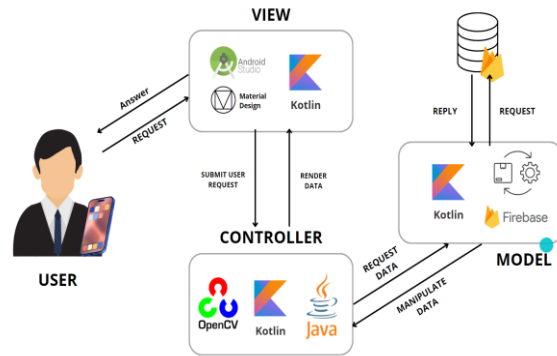 VIEW
Android
Studio
Material
Design
Kotlin
Answer
REQUEST
REPLY
REQUEST
SUBMIT USER
REQUEST
RENDER
DATA
Kotlin
Firebase
USER
CONTROLLER
REQUEST
DATA
MANIPULATE
DATA
MODEL
OpenCV
Kotlin
Java